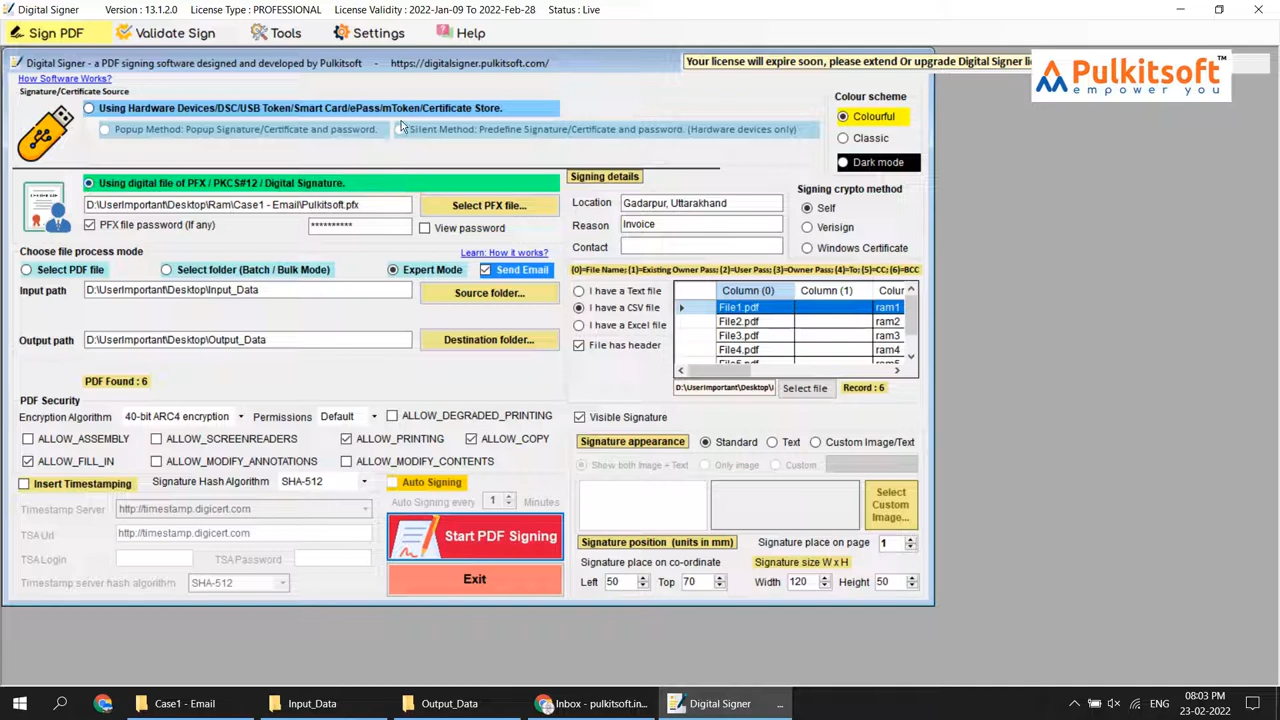 Digital Signer Version : 13.1.2.0 License Type : PROFESSIONAL License Validity : 2022-Jan-09 To 2022-Feb-28 Status : Live
Sign PDF Validate Sign Tools Settings Help
Digital Signer - a PDF signing software designed and developed by Pulkitsoft - https://digitalsigner.pulkitsoft.com/
Your license will expire soon, please extend Or upgrade Digital Signer
Pulkitsoft™
empower you
How Software Works?
Signature/Certificate Source
Using Hardware Devices/DSC/USB Token/Smart Card/ePass/mToken/Certificate Store.
Popup Method: Popup Signature/Certificate and password. Silent Method: Predefine Signature/Certificate and password. (Hardware devices only)
Colour scheme
Colourful
Classic
Dark mode
Using digital file of PFX / PKCS#12 / Digital Signature.
D:\UserImportant\Desktop\Ram\Case1 - Email\Pulkitsoft.pfx Select PFX file...
PFX file password (If any) ********** View password
Signing details
Location Gadarpur, Uttarakhand
Reason Invoice
Contact
Signing crypto method
Self
Verisign
Windows Certificate
Choose file process mode Learn: How it works?
Select PDF file Select folder (Batch / Bulk Mode) Expert Mode Send Email
Input path D:\UserImportant\Desktop\Input_Data Source folder...
Output path D:\UserImportant\Desktop\Output_Data Destination folder...
PDF Found : 6
(0)=File Name; (1)=Existing Owner Pass; (2)=User Pass; (3)=Owner Pass; (4)=To; (5)=CC; (6)=BCC
I have a Text file
I have a CSV file
I have a Excel file
File has header
Column (0) Column (1) Colur
File1.pdf ram1
File2.pdf ram2
File3.pdf ram3
File4.pdf ram4
D:\UserImportant\Desktop\I Select file Record : 6
PDF Security
Encryption Algorithm 40-bit ARC4 encryption Permissions Default ALLOW_DEGRADED_PRINTING
ALLOW_ASSEMBLY ALLOW_SCREENREADERS ALLOW_PRINTING ALLOW_COPY
ALLOW_FILL_IN ALLOW_MODIFY_ANNOTATIONS ALLOW_MODIFY_CONTENTS
Visible Signature
Signature appearance Standard Text Custom Image/Text
Show both Image + Text Only image Custom
Select Custom Image...
Insert Timestamping Signature Hash Algorithm SHA-512 Auto Signing
Timestamp Server http://timestamp.digicert.com Auto Signing every 1 Minutes
TSA Url http://timestamp.digicert.com
TSA Login TSA Password
Timestamp server hash algorithm SHA-512
Start PDF Signing
Exit
Signature position (units in mm) Signature place on page 1
Signature place on co-ordinate Signature size W x H
Left 50 Top 70 Width 120 Height 50
Case1 - Email Input_Data Output_Data Inbox - pulkitsoft.in... Digital Signer ...
ENG 08:03 PM
23-02-2022